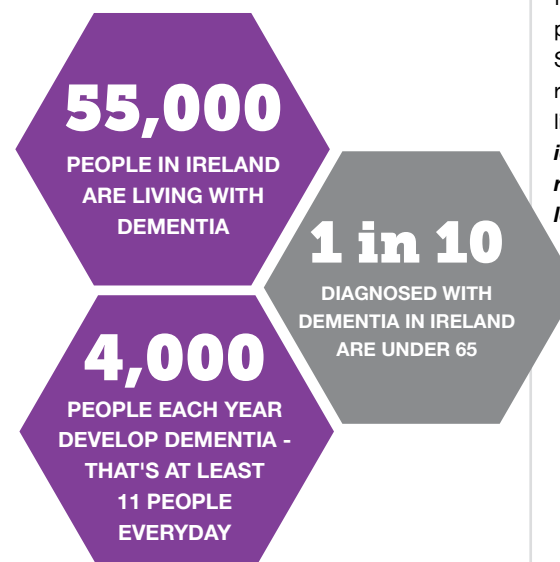 55,000
PEOPLE IN IRELAND
ARE LIVING WITH
DEMENTIA
1 in 10
DIAGNOSED WITH
DEMENTIA IN IRELAND
ARE UNDER 65
4,000
PEOPLE EACH YEAR
DEVELOP DEMENTIA -
THAT'S AT LEAST
11 PEOPLE
EVERYDAY